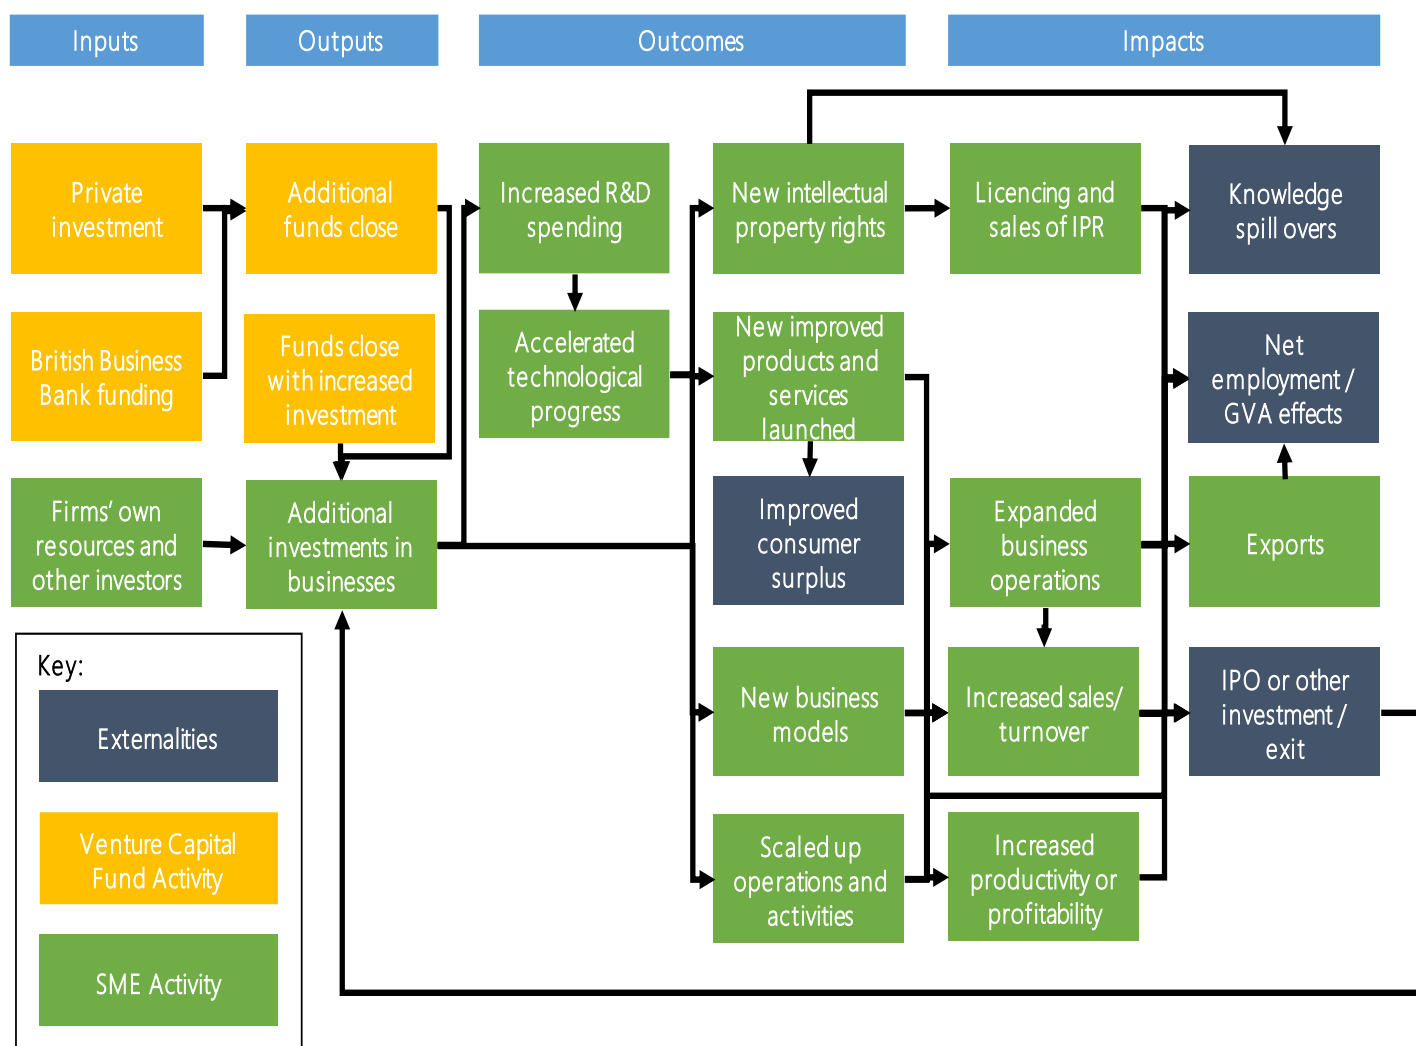 Inputs
Outputs
Outcomes
Impacts
Private
investment
Additional
funds close
Increased R&D
spending
New intellectual
property rights
Licencing and
sales of IPR
Knowledge
spill overs
British Business
Bank funding
Funds close
with increased
investment
Accelerated
technological
progress
New improved
products and
services
launched
Net
employment /
GVA effects
Firms' own
resources and
other investors
Additional
investments in
businesses
Improved
consumer
surplus
Expanded
business
operations
Exports
New business
models
Increased sales/
turnover
IPO or other
investment /
exit
Scaled up
operations and
activities
Increased
productivity or
profitability
Key:
Externalities
Venture Capital
Fund Activity
SME Activity